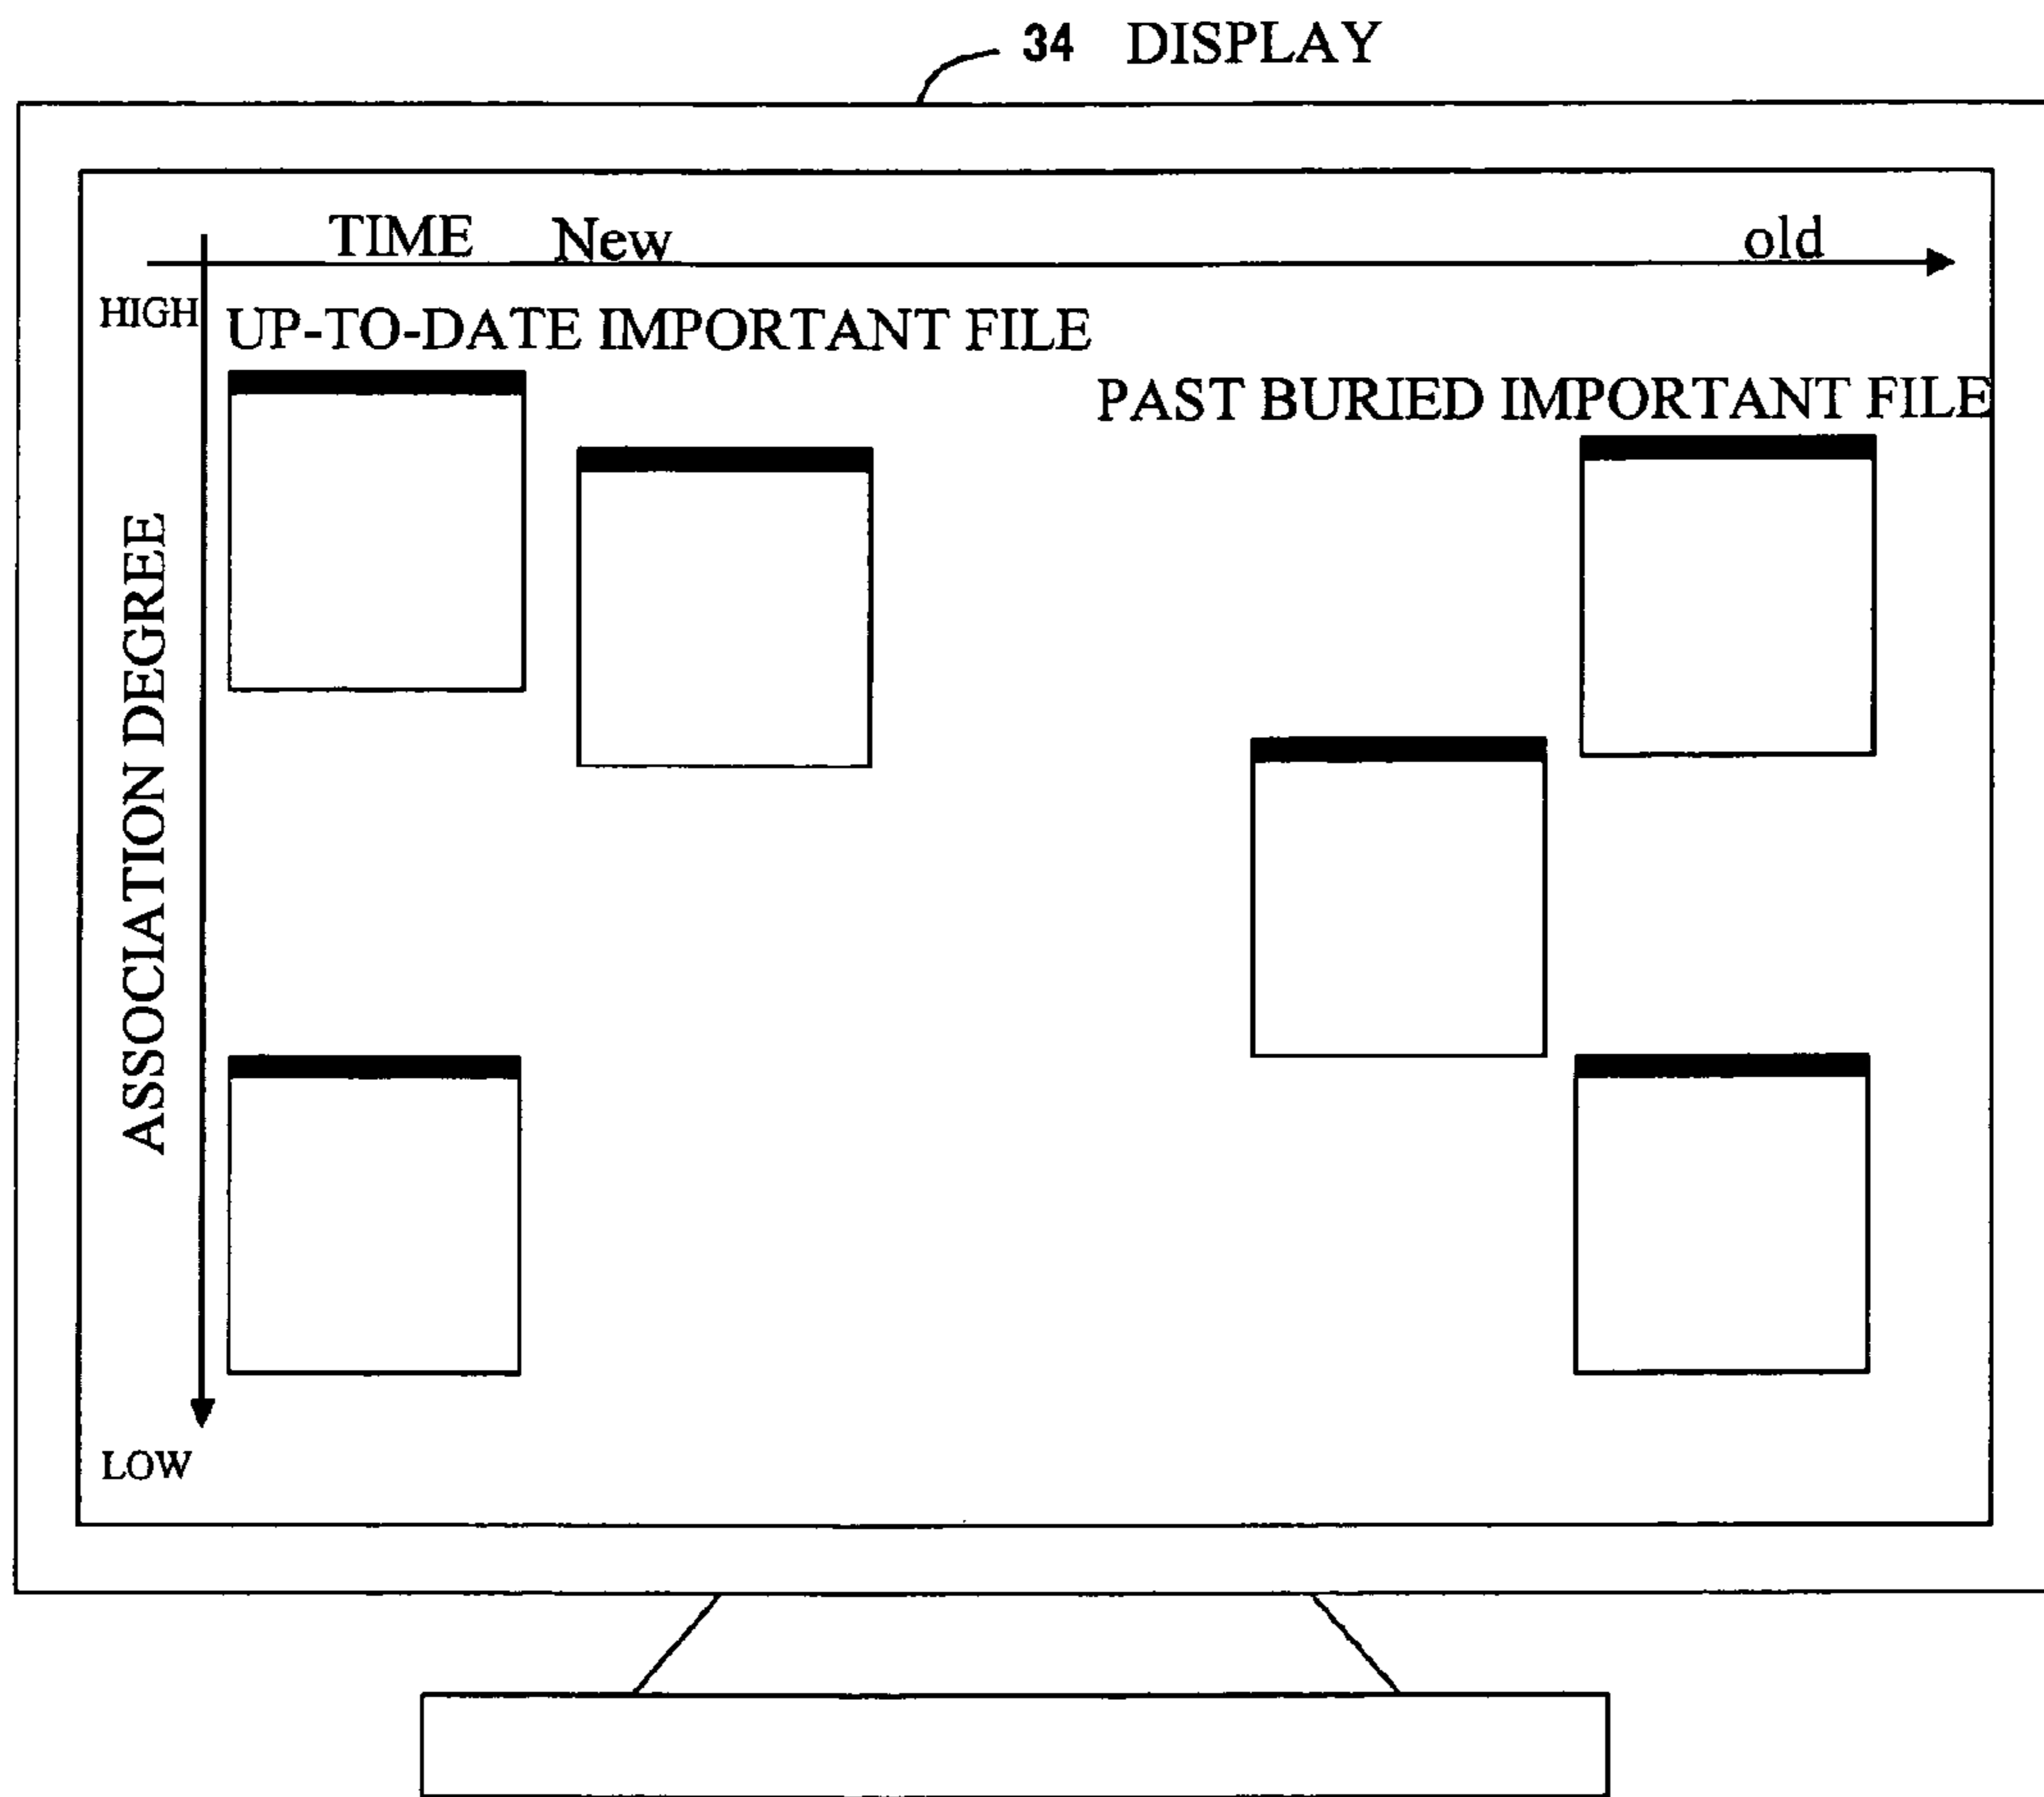 34 DISPLAY
TIME New old
HIGH
UP-TO-DATE IMPORTANT FILE
PAST BURIED IMPORTANT FILE
ASSOCIATION DEGREE
LOW